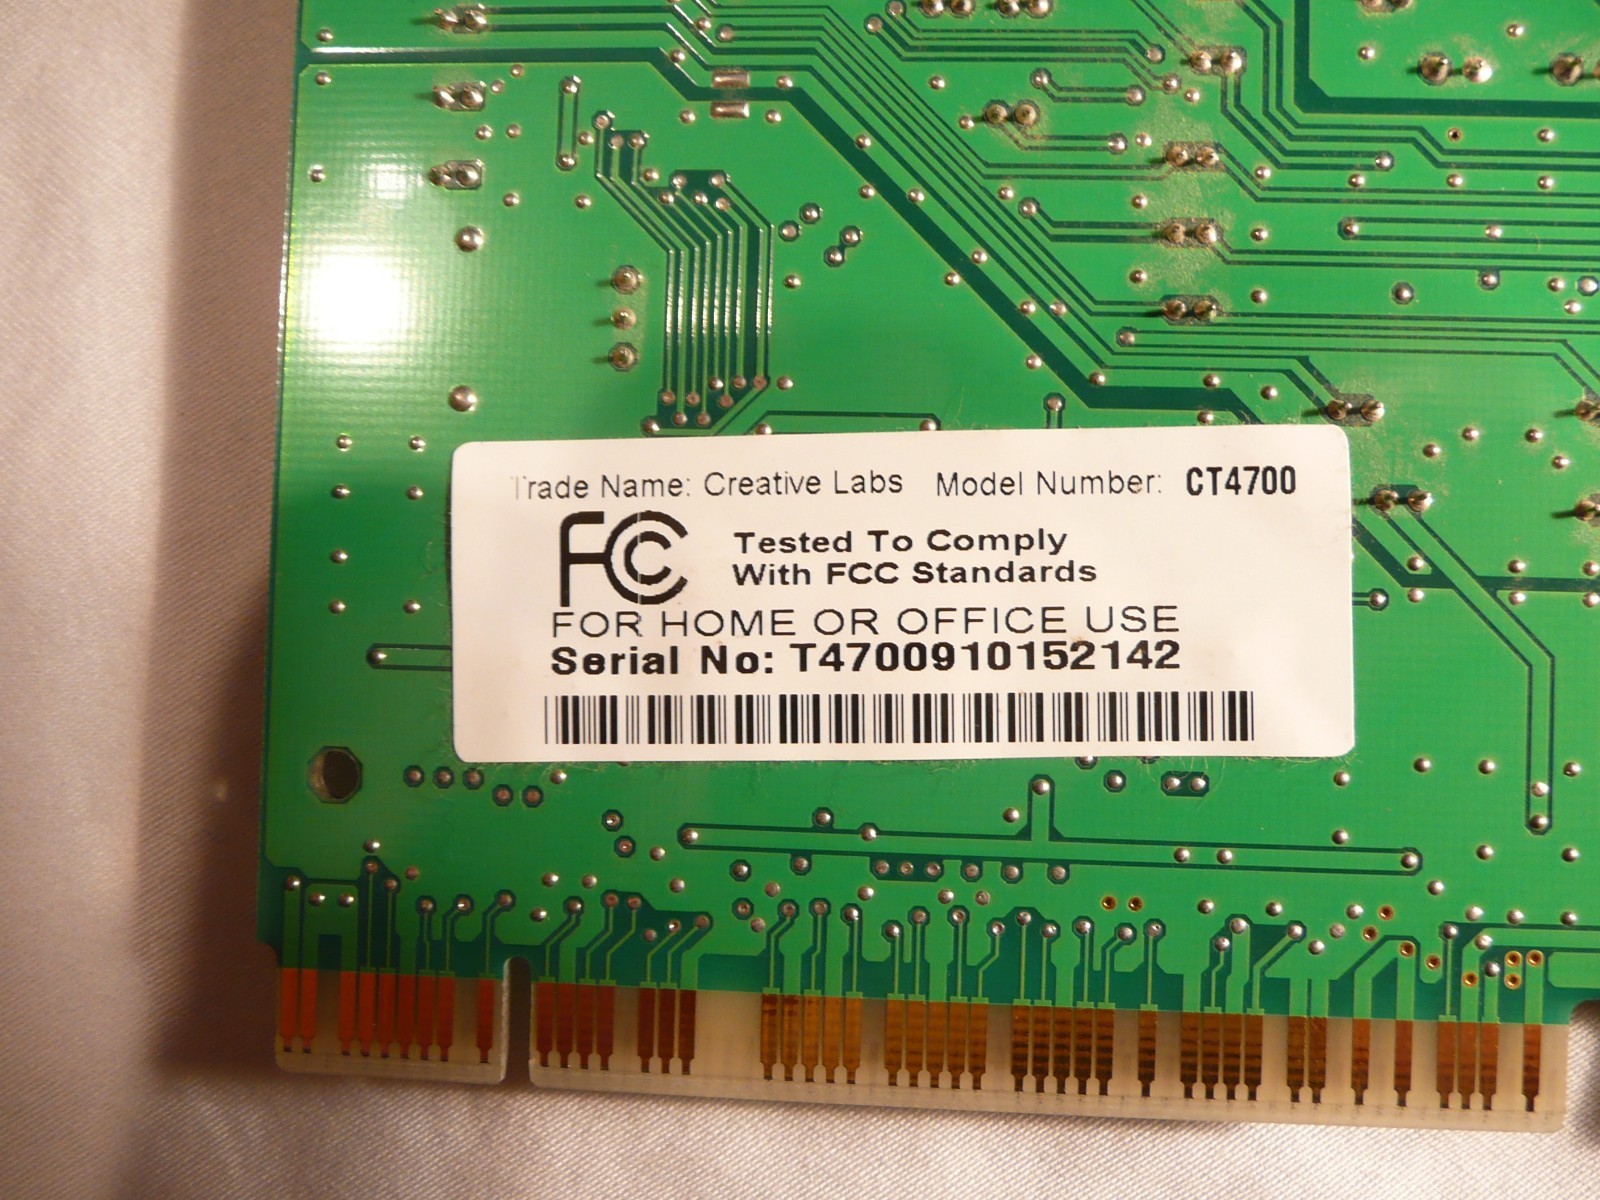 Trade Name: Creative Labs Model Number: CT4700
FCC Tested To Comply
With FCC Standards
FOR HOME OR OFFICE USE
Serial No: T4700910152142